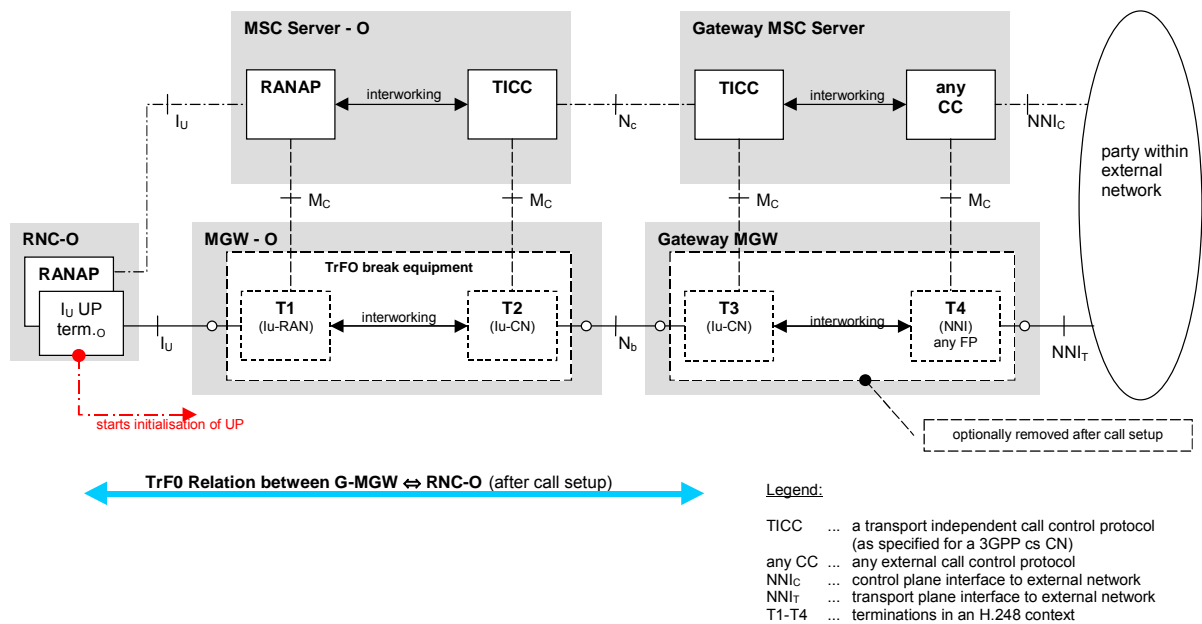 MSC Server - O
Gateway MSC Server
RANAP
interworking
TICC
TICC
interworking
any
CC
IU
Nc
NNIC
party within
external
network
MC
MC
MC
MC
RNC-O
MGW - O
Gateway MGW
RANAP
TrFO break equipment
IU UP
term.O
T1
(Iu-RAN)
interworking
T2
(Iu-CN)
T3
(Iu-CN)
interworking
T4
(NNI)
any FP
IU
Nb
NNIT
starts initialisation of UP
optionally removed after call setup
TrF0 Relation between G-MGW ⇔ RNC-O (after call setup)
Legend:
TICC ... a transport independent call control protocol
(as specified for a 3GPP cs CN)
any CC ... any external call control protocol
NNIC ... control plane interface to external network
NNIT ... transport plane interface to external network
T1-T4 ... terminations in an H.248 context